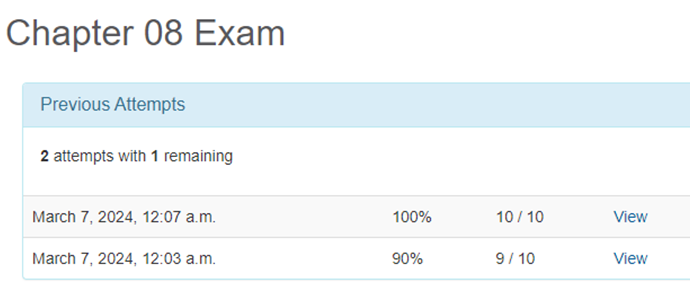 Chapter 08 Exam
Previous Attempts
2 attempts with 1 remaining
March 7, 2024, 12:07 a.m. 100% 10 / 10 View
March 7, 2024, 12:03 a.m. 90% 9 / 10 View